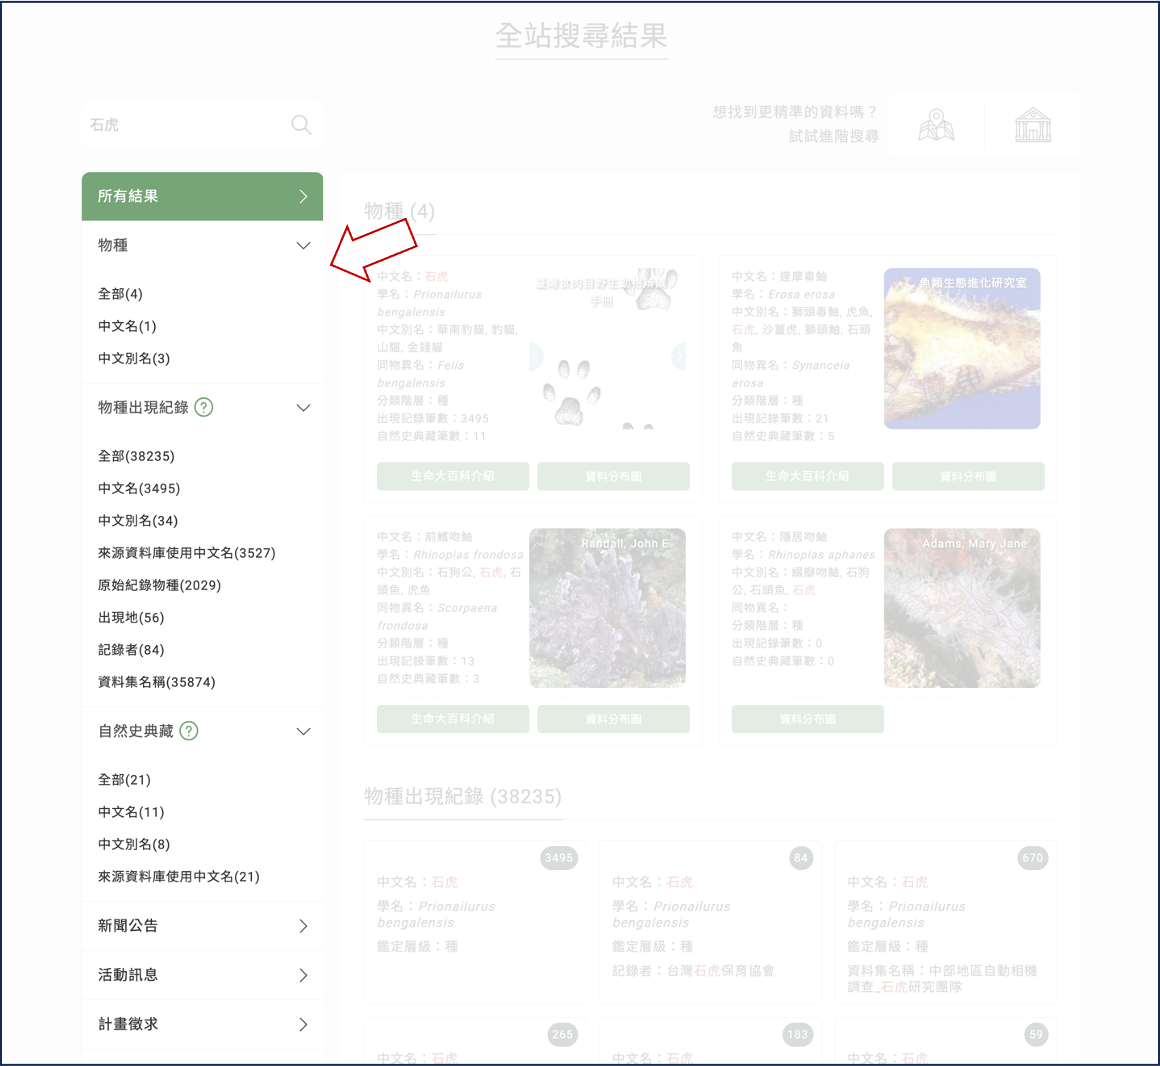 全站搜尋結果
石虎
想找到更精準的資料嗎？
試試進階搜尋
所有結果
物種
全部(4)
中文名(1)
中文別名(3)
物種出現紀錄 ?
全部(38235)
中文名(3495)
中文別名(34)
來源資料庫使用中文名(3527)
原始紀錄物種(2029)
出現地(56)
記錄者(84)
資料集名稱(35874)
自然史典藏 ?
全部(21)
中文名(11)
中文別名(8)
來源資料庫使用中文名(21)
新聞公告
活動訊息
計畫徵求
物種 (4)
中文名：石虎
學名：Prionailurus
bengalensis
中文別名：華南豹貓, 豹貓,
山貓, 金錢貓
同物異名：Felis
bengalensis
分類階層：種
出現記錄筆數：3495
自然史典藏筆數：11
手冊
生命大百科介紹
資料分布圖
中文名：達摩毒鮋
學名：Erosa erosa
中文別名：獅頭毒鮋, 虎魚,
石虎, 沙薑虎, 獅頭鮋, 石頭
魚
同物異名：Synanceia
erosa
分類階層：種
出現記錄筆數：21
自然史典藏筆數：5
魚類生態進化研究室
生命大百科介紹
資料分布圖
中文名：前鰭吻鮋
學名：Rhinopias frondosa
中文別名：石狗公, 石虎, 石
頭魚, 虎魚
同物異名：Scorpaena
frondosa
分類階層：種
出現記錄筆數：13
自然史典藏筆數：3
Randall, John E.
生命大百科介紹
資料分布圖
中文名：隱居吻鮋
學名：Rhinopias aphanes
中文別名：綴瓣吻鮋, 石狗
公, 石頭魚, 石虎
同物異名：
分類階層：種
出現記錄筆數：0
自然史典藏筆數：0
Adams, Mary Jane
資料分布圖
物種出現紀錄 (38235)
3495
中文名：石虎
學名：Prionailurus
bengalensis
鑑定層級：種
84
中文名：石虎
學名：Prionailurus
bengalensis
鑑定層級：種
記錄者：台灣石虎保育協會
670
中文名：石虎
學名：Prionailurus
bengalensis
鑑定層級：種
資料集名稱：中部地區自動相機
調查_石虎研究團隊
265
中文名：石虎
183
中文名：石虎
59
中文名：石虎